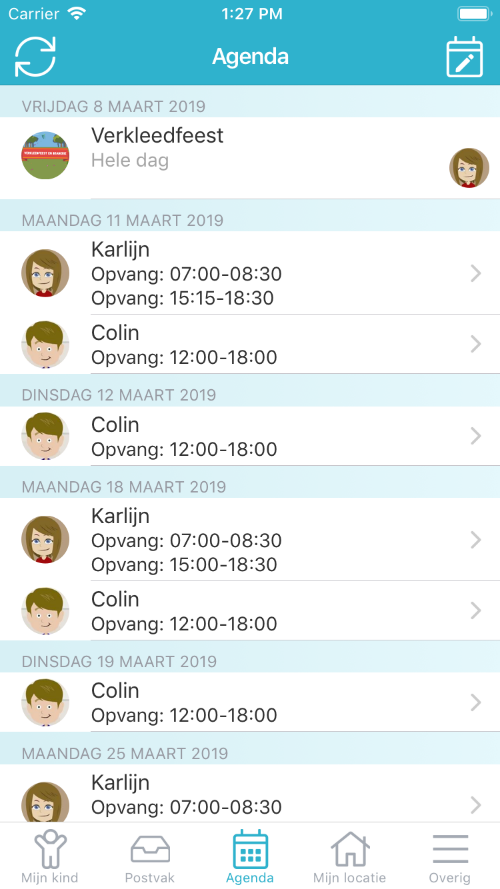 Carrier 1:27 PM
Agenda
VRIJDAG 8 MAART 2019
Verkleedfeest
Hele dag
MAANDAG 11 MAART 2019
Karlijn
Opvang: 07:00-08:30
Opvang: 15:15-18:30
Colin
Opvang: 12:00-18:00
DINSDAG 12 MAART 2019
Colin
Opvang: 12:00-18:00
MAANDAG 18 MAART 2019
Karlijn
Opvang: 07:00-08:30
Opvang: 15:00-18:30
Colin
Opvang: 12:00-18:00
DINSDAG 19 MAART 2019
Colin
Opvang: 12:00-18:00
MAANDAG 25 MAART 2019
Karlijn
Opvang: 07:00-08:30
Mijn kind Postvak Agenda Mijn locatie Overig